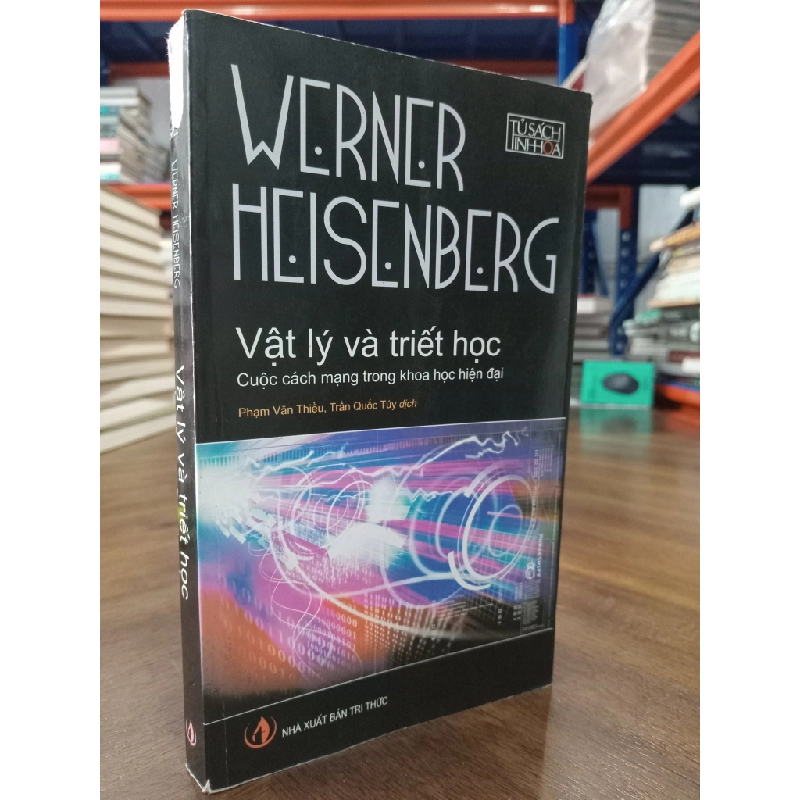 WERNER
HEISENBERG
TỦ SÁCH
TINH HOA
Vật lý và triết học
Cuộc cách mạng trong khoa học hiện đại
Phạm Văn Thiều, Trần Quốc Túy dịch
NHÀ XUẤT BẢN TRI THỨC
WERNER HEISENBERG
Vật lý và triết học